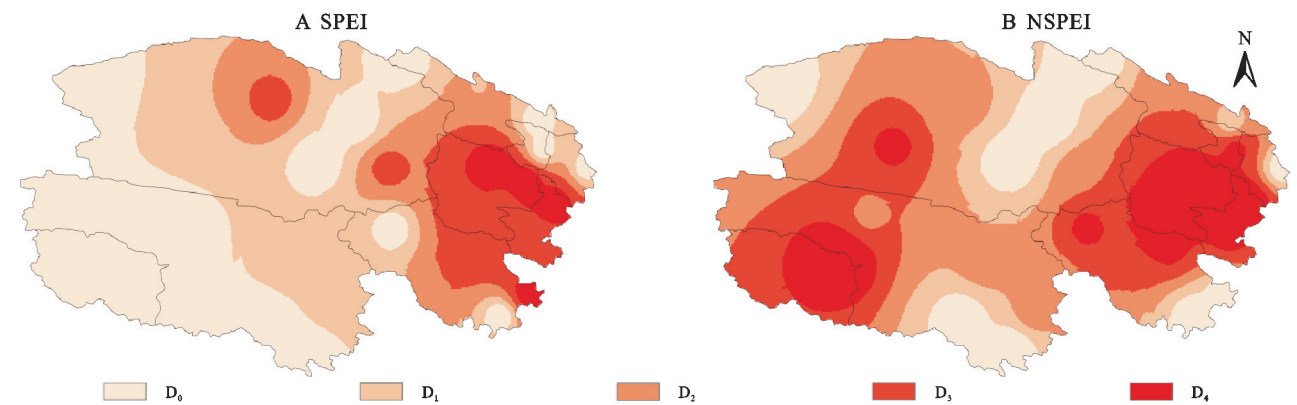 A SPEI
B NSPEI
N
D₀
D₁
D₂
D₃
D₄